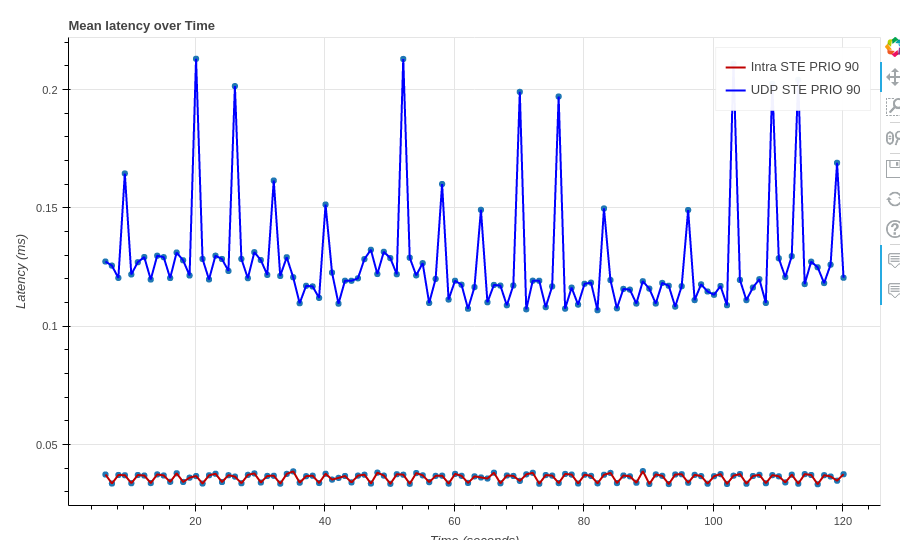 Mean latency over Time
Intra STE PRIO 90
UDP STE PRIO 90
Latency (ms)
0.2
0.15
0.1
0.05
20
40
60
80
100
120
Time (seconds)